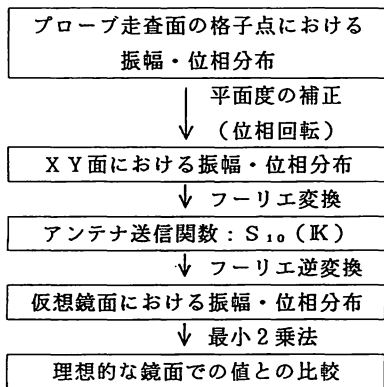 プローブ走査面の格子点における
振幅・位相分布
平面度の補正
(位相回転)
XY面における振幅・位相分布
フーリエ変換
アンテナ送信関数:S₁₀(𝕂)
フーリエ逆変換
仮想鏡面における振幅・位相分布
最小2乗法
理想的な鏡面での値との比較